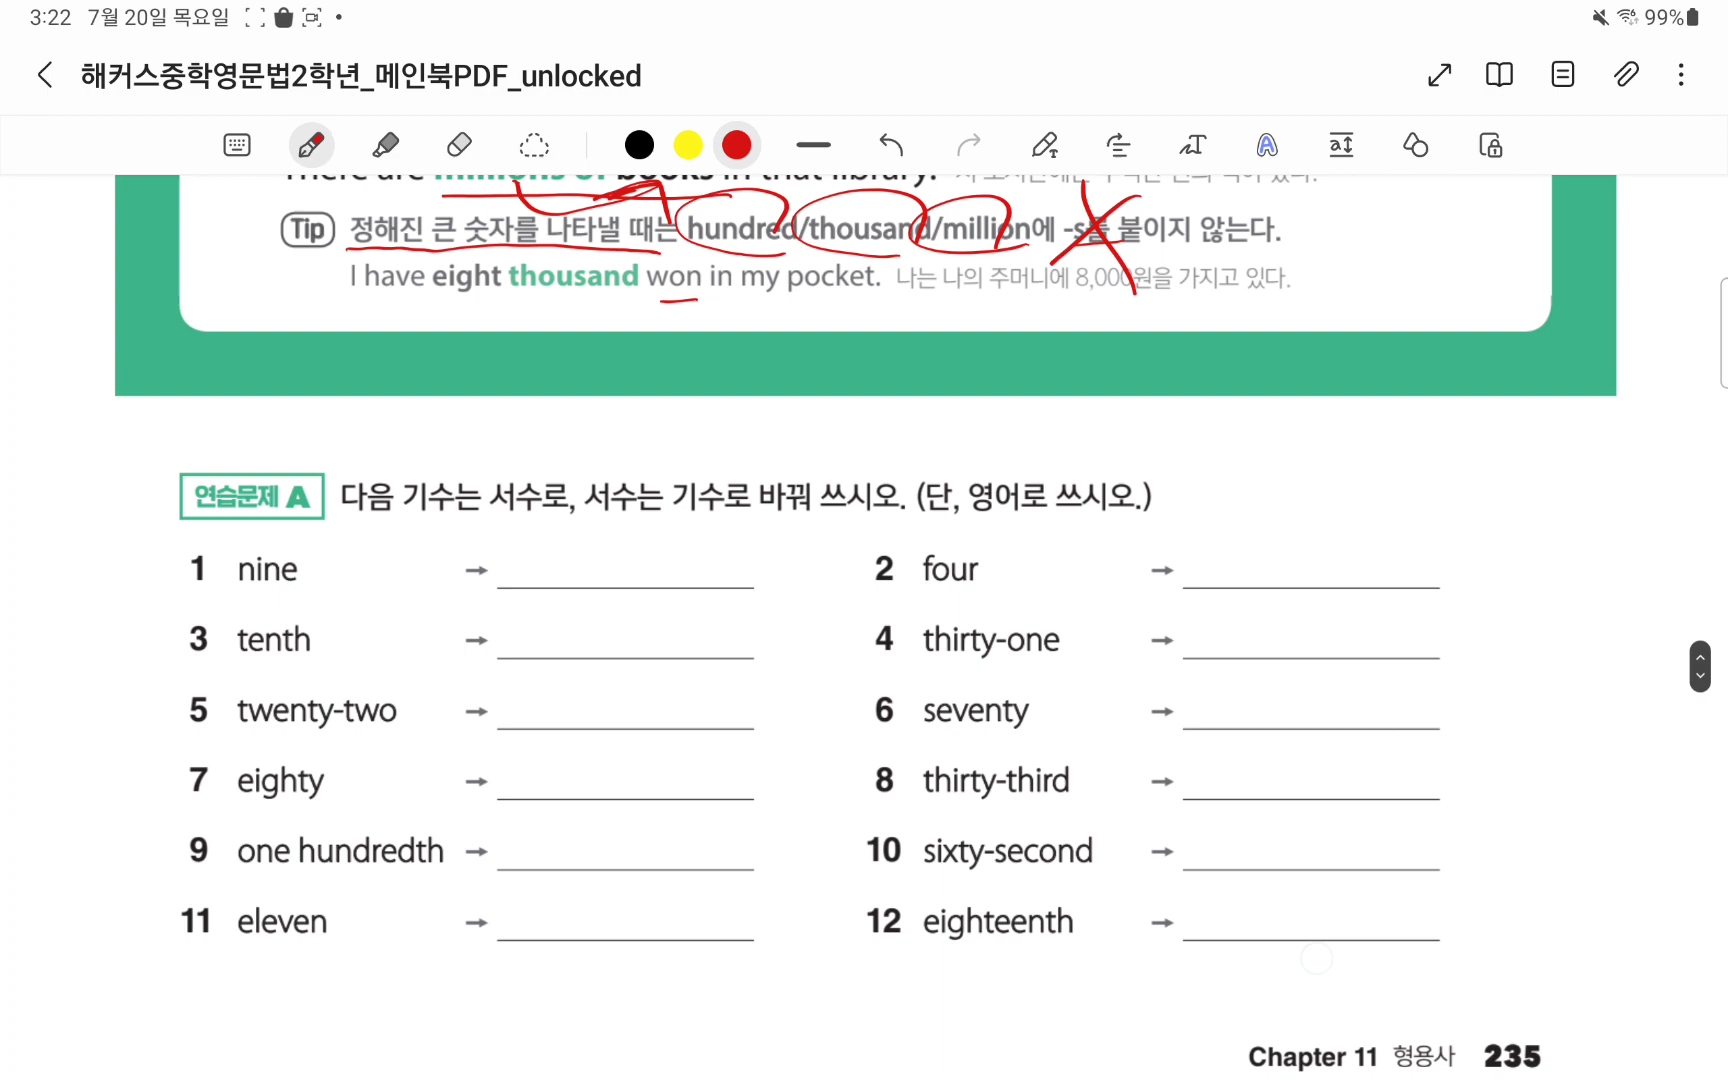 3:22 7월 20일 목요일
99%
해커스중학영문법2학년_메인북PDF_unlocked
There are millions of books in that library.
Tip 정해진 큰 숫자를 나타낼 때는 hundred/thousand/million에 -s를 붙이지 않는다.
I have eight thousand won in my pocket. 나는 나의 주머니에 8,000원을 가지고 있다.
연습문제 A 다음 기수는 서수로, 서수는 기수로 바꿔 쓰시오. (단, 영어로 쓰시오.)
1 nine → 2 four →
3 tenth → 4 thirty-one →
5 twenty-two → 6 seventy →
7 eighty → 8 thirty-third →
9 one hundredth → 10 sixty-second →
11 eleven → 12 eighteenth →
Chapter 11 형용사 235